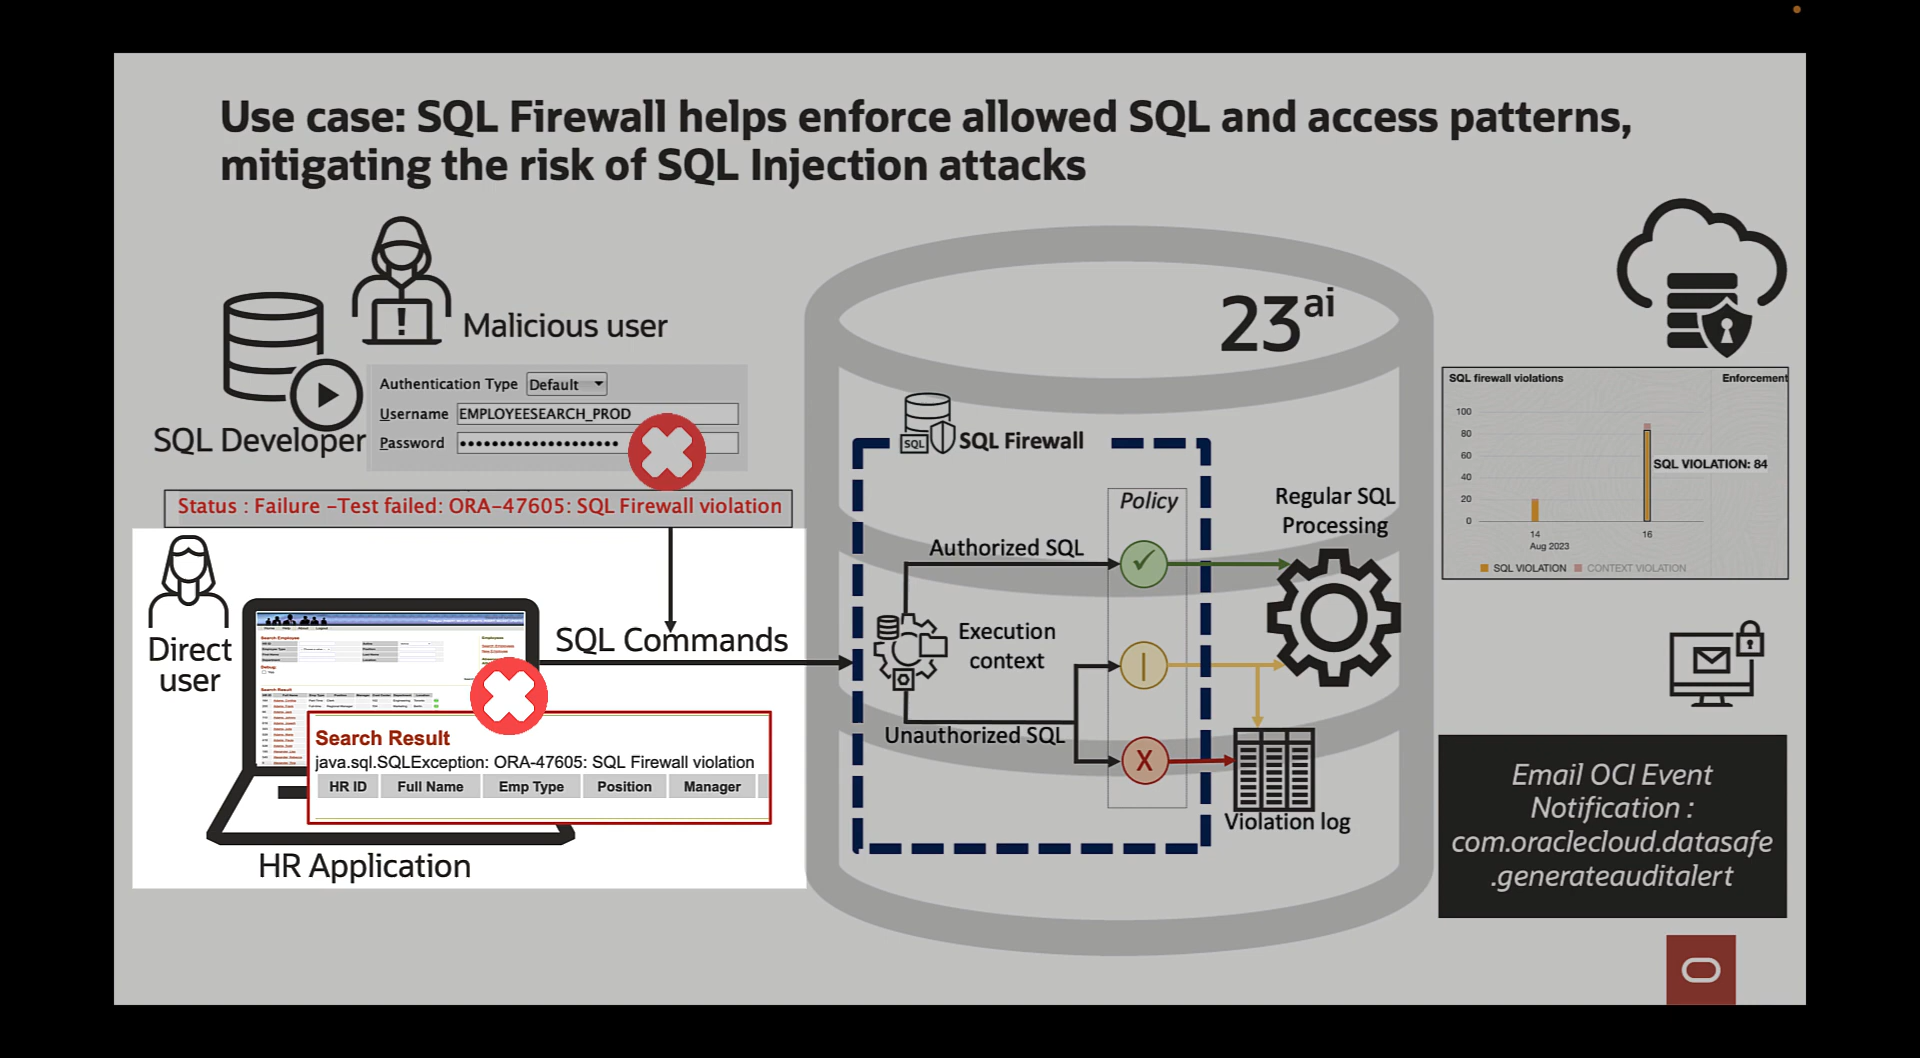 Use case: SQL Firewall helps enforce allowed SQL and access patterns,
mitigating the risk of SQL Injection attacks
Malicious user
SQL Developer
Authentication Type Default
Username EMPLOYEESEARCH_PROD
Password
Status : Failure -Test failed: ORA-47605: SQL Firewall violation
Direct
user
Search Result
java.sql.SQLException: ORA-47605: SQL Firewall violation
HR ID Full Name Emp Type Position Manager
HR Application
SQL Commands
23ai
SQL
SQL Firewall
Policy
Authorized SQL
Execution
context
Unauthorized SQL
X
Regular SQL
Processing
Violation log
SQL firewall violations
Enforcement
100
80
60
40
20
0
SQL VIOLATION: 84
14
16
Aug 2023
SQL VIOLATION
CONTEXT VIOLATION
Email OCI Event
Notification :
com.oraclecloud.datasafe
.generateauditalert